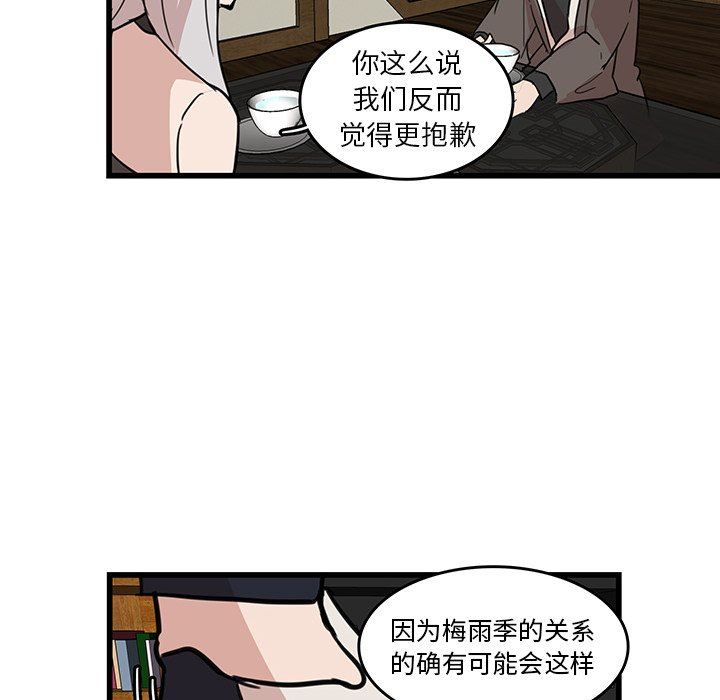 你这么说
我们反而
觉得更抱歉
因为梅雨季的关系
的确有可能会这样